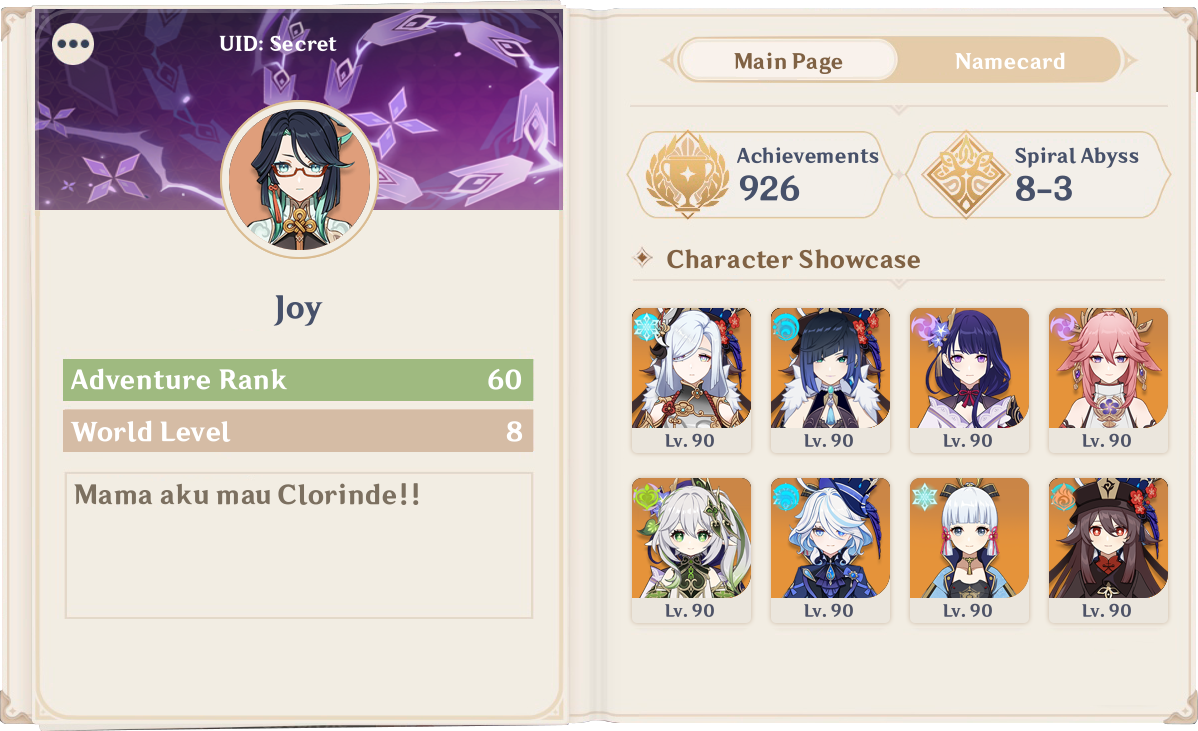 UID: Secret
Joy
Adventure Rank 60
World Level 8
Mama aku mau Clorinde!!
Main Page Namecard
Achievements
926
Spiral Abyss
8-3
Character Showcase
Lv. 90 Lv. 90 Lv. 90 Lv. 90
Lv. 90 Lv. 90 Lv. 90 Lv. 90